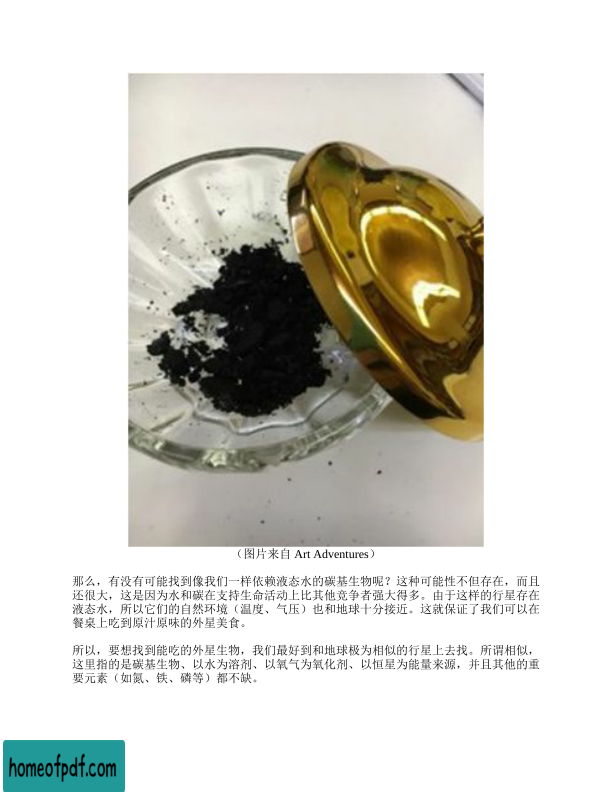 （图片来自 Art Adventures）
那么，有没有可能找到像我们一样依赖液态水的碳基生物呢？这种可能性不但存在，而且
还很大，这是因为水和碳在支持生命活动上比其他竞争者强大得多。由于这样的行星存在
液态水，所以它们的自然环境（温度、气压）也和地球十分接近。这就保证了我们可以在
餐桌上吃到原汁原味的外星美食。
所以，要想找到能吃的外星生物，我们最好到和地球极为相似的行星上去找。所谓相似，
这里指的是碳基生物、以水为溶剂、以氧气为氧化剂、以恒星为能量来源，并且其他的重
要元素（如氮、铁、磷等）都不缺。
homeofpdf.com